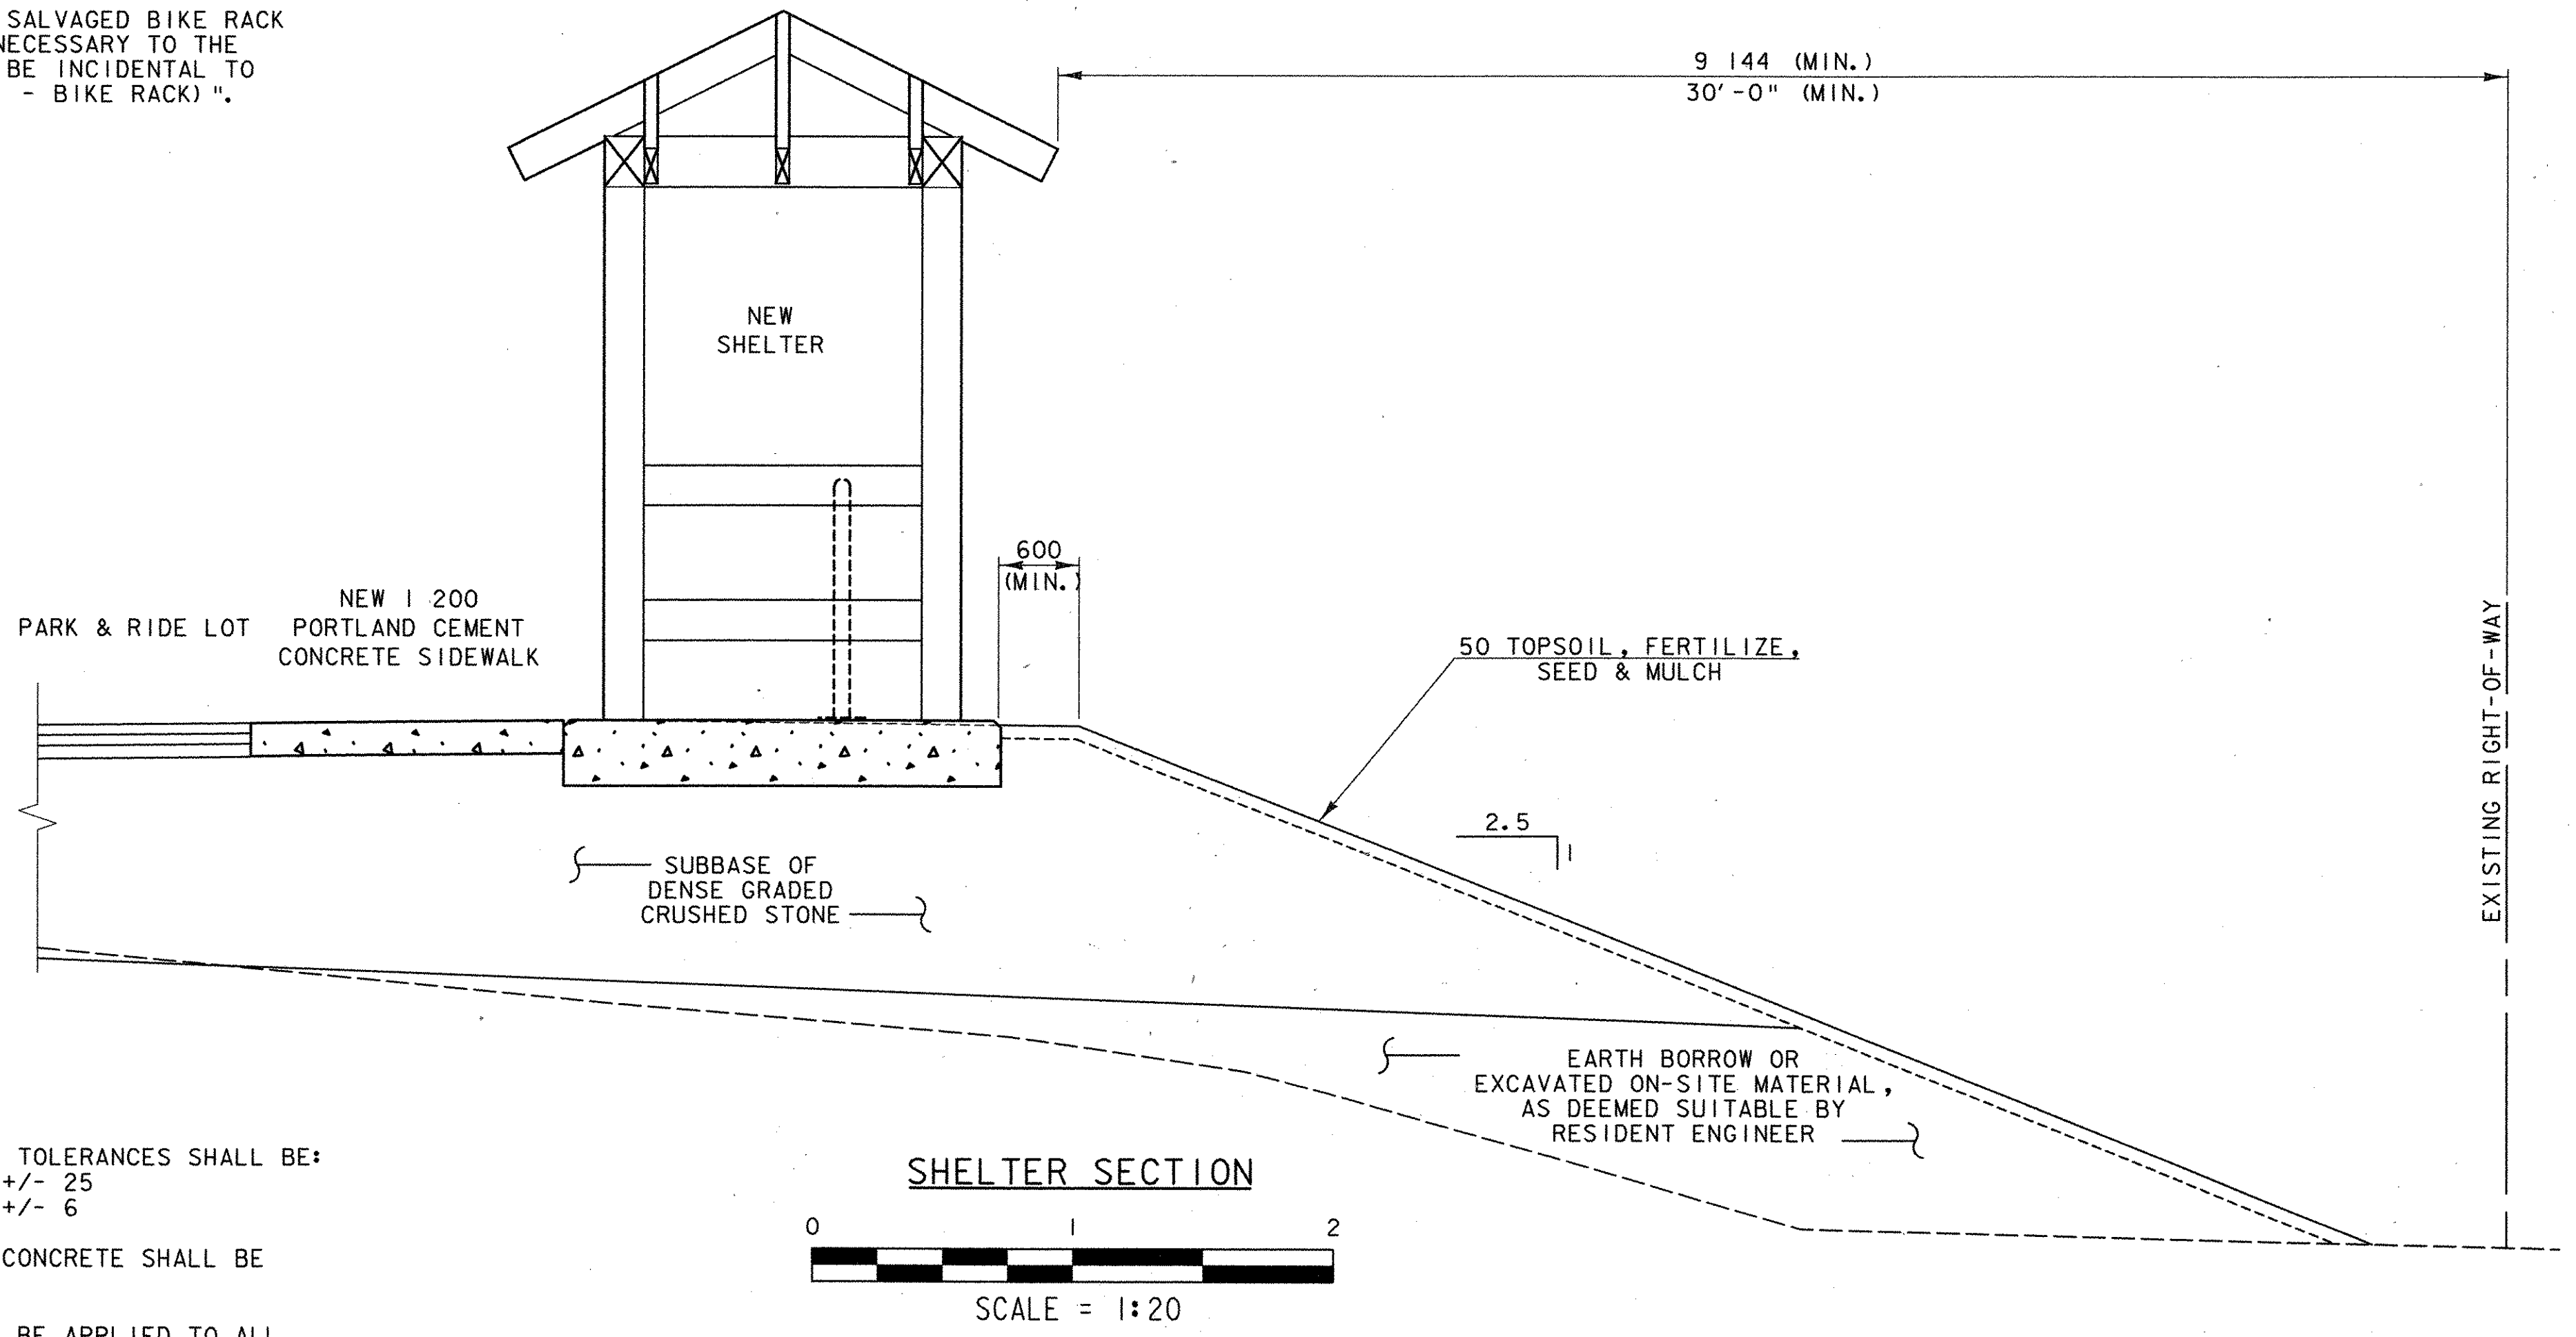 SALVAGED BIKE RACK
NECESSARY TO THE
BE INCIDENTAL TO
- BIKE RACK)".
9 144 (MIN.)
30'-0" (MIN.)
NEW
SHELTER
600
(MIN.)
PARK & RIDE LOT
NEW 1 200
PORTLAND CEMENT
CONCRETE SIDEWALK
50 TOPSOIL, FERTILIZE,
SEED & MULCH
EXISTING RIGHT-OF-WAY
2.5
1
SUBBASE OF
DENSE GRADED
CRUSHED STONE
EARTH BORROW OR
EXCAVATED ON-SITE MATERIAL,
AS DEEMED SUITABLE BY
RESIDENT ENGINEER
TOLERANCES SHALL BE:
+/- 25
+/- 6
CONCRETE SHALL BE
BE APPLIED TO ALL
SHELTER SECTION
0 1 2
SCALE = 1:20